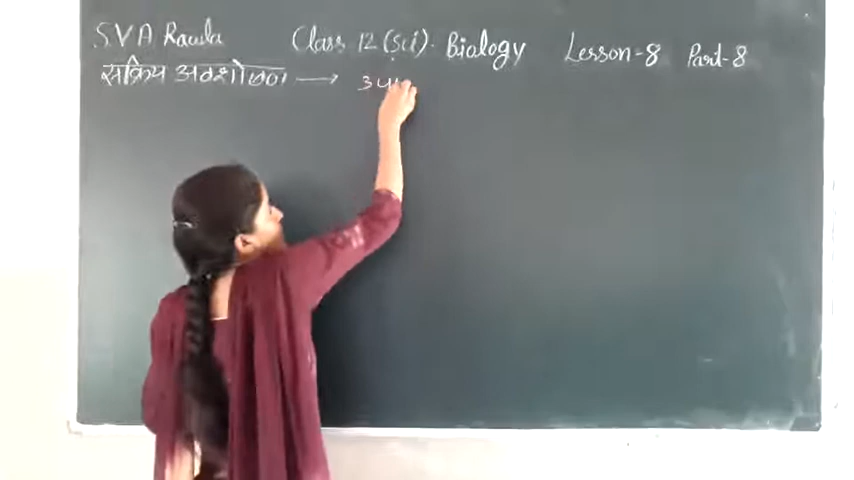 S.V.A Rawla Class 12 (Sci). Biology Lesson-8 Part-8
सक्रिय अवशोषण →